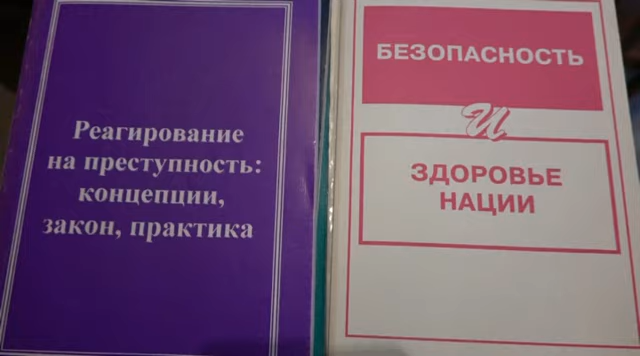 Реагирование
на преступность:
концепции,
закон, практика
БЕЗОПАСНОСТЬ
И
ЗДОРОВЬЕ
НАЦИИ